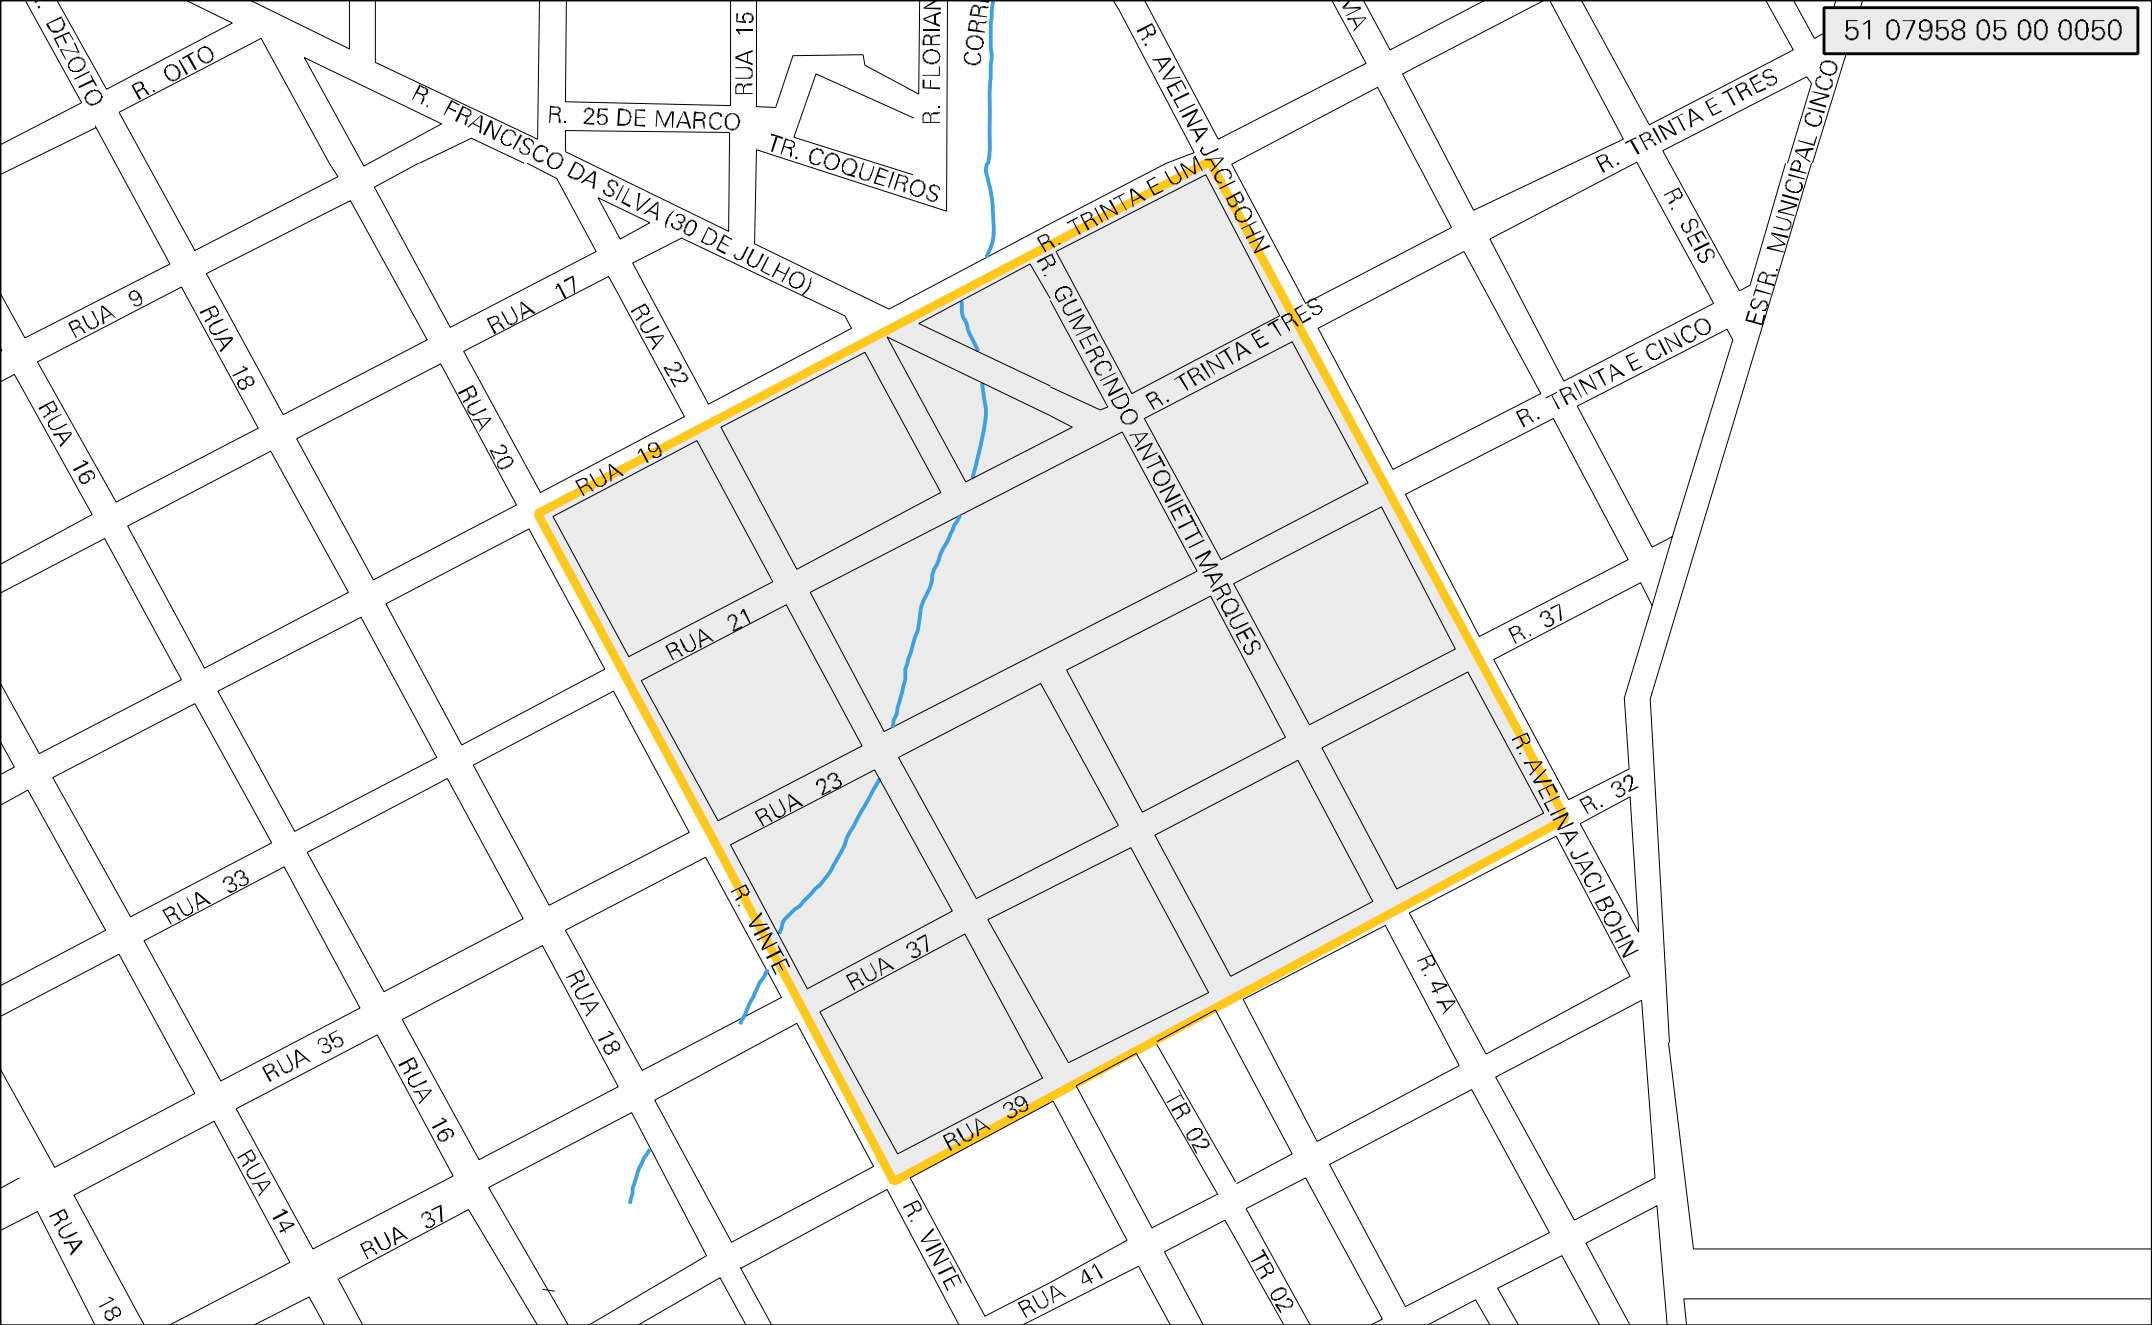 51 07958 05 00 0050
DEZOITO
R. OITO
R. FRANCISCO DA SILVA (30 DE JULHO)
RUA 15
R. 25 DE MARCO
TR. COQUEIROS
R. FLORIAN
CORR
R. AVELINA JACI BOHN
MA
R. TRINTA E TRES
ESTR. MUNICIPAL CINCO
R. SEIS
R. TRINTA E UM
R. GUMERCINDO ANTONIETTI MARQUES
R. TRINTA E TRES
R. TRINTA E CINCO
RUA 9
RUA 18
RUA 17
RUA 22
RUA 16
RUA 20
RUA 19
RUA 21
R. 37
RUA 23
R. AVELINA JACI BOHN
R. 32
RUA 33
R. VINTE
RUA 37
RUA 18
R. 4 A
RUA 35
RUA 16
RUA 39
TR 02
RUA 14
RUA 37
RUA 18
R. VINTE
RUA 41
TR 02